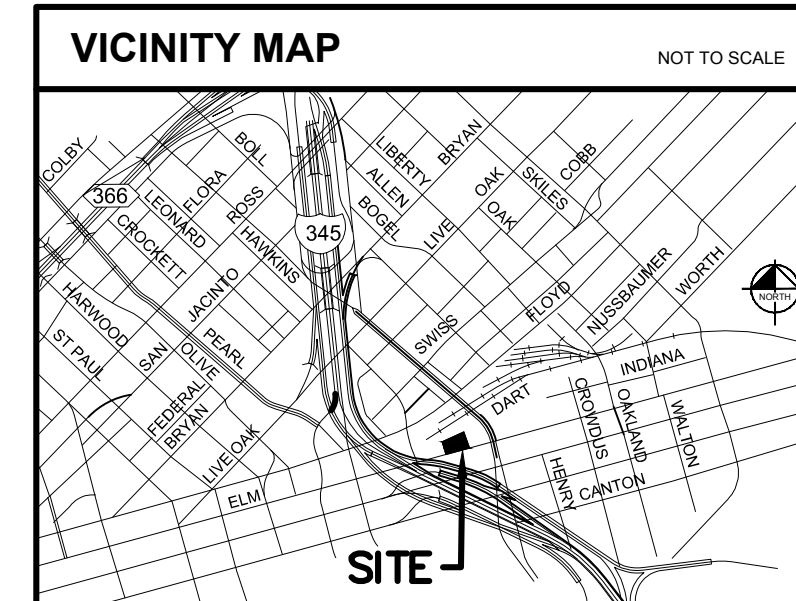 VICINITY MAP
NOT TO SCALE
COLBY
366
LEONARD
FLORA
BOLL
CROCKETT
ROSS
HAWKINS
345
LIBERTY
ALLEN
BOGEL
BRYAN
LIVE
OAK
OAK
SKILES
COBB
HARWOOD
ST PAUL
SAN
JACINTO
PEARL
OLIVE
FEDERAL
BRYAN
LIVE OAK
ELM
SWISS
FLOYD
NUSSBAUMER
WORTH
NORTH
DART
INDIANA
CROWDUS
OAKLAND
WALTON
HENRY
CANTON
SITE